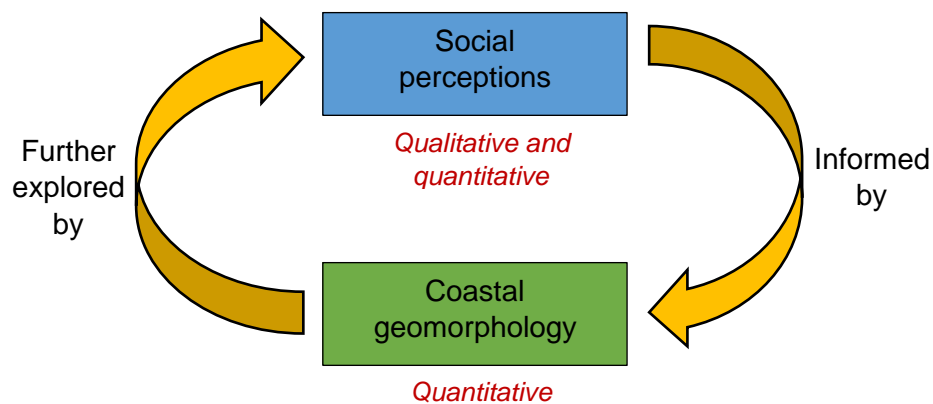 Social
perceptions
Qualitative and
quantitative
Further
explored
by
Informed
by
Coastal
geomorphology
Quantitative